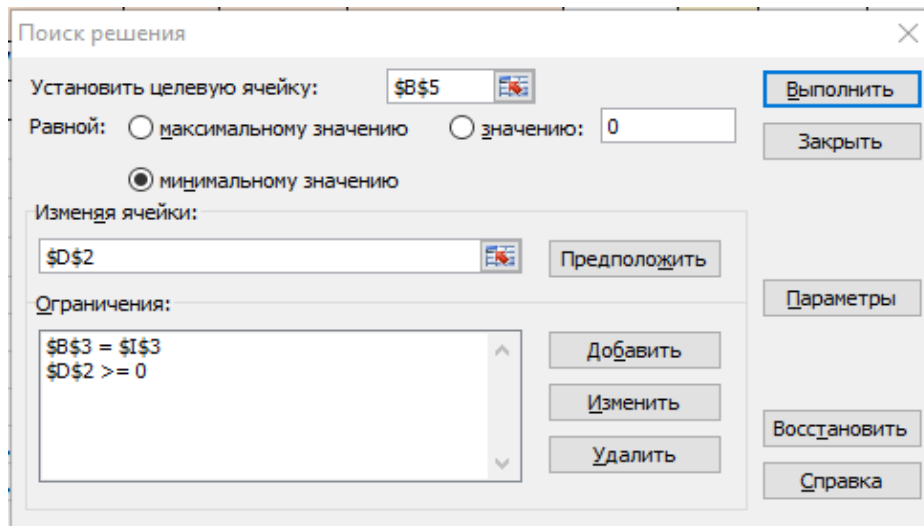 Поиск решения
Установить целевую ячейку: $B$5
Выполнить
Равной: максимальному значению значению: 0
Закрыть
минимальному значению
Изменяя ячейки:
$D$2
Предположить
Ограничения:
Параметры
$B$3 = $I$3
$D$2 >= 0
Добавить
Изменить
Восстановить
Удалить
Справка